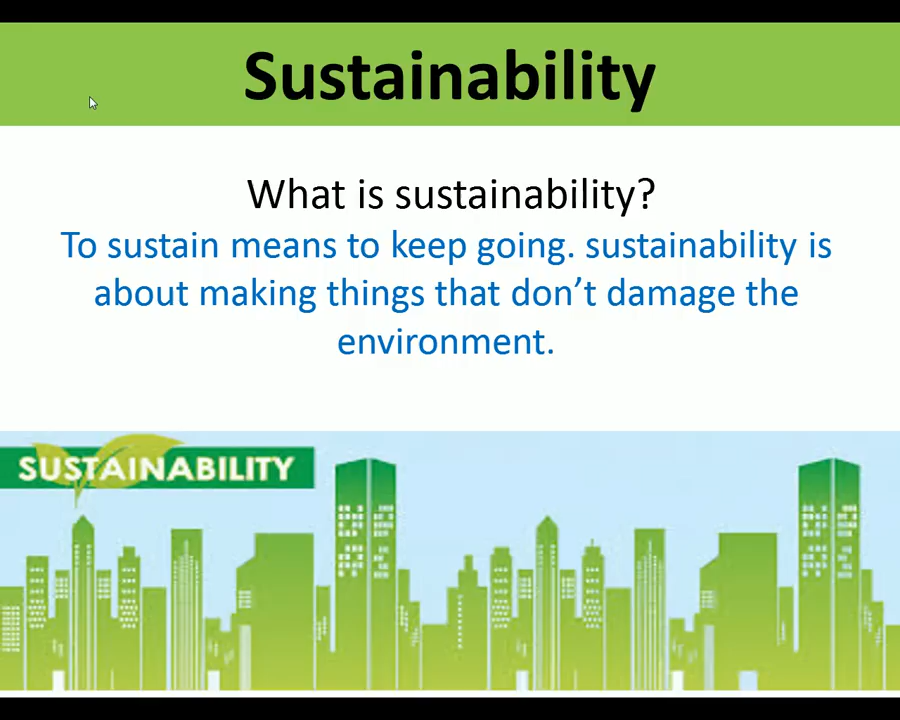 Sustainability
What is sustainability?
To sustain means to keep going. sustainability is
about making things that don’t damage the
environment.
SUSTAINABILITY